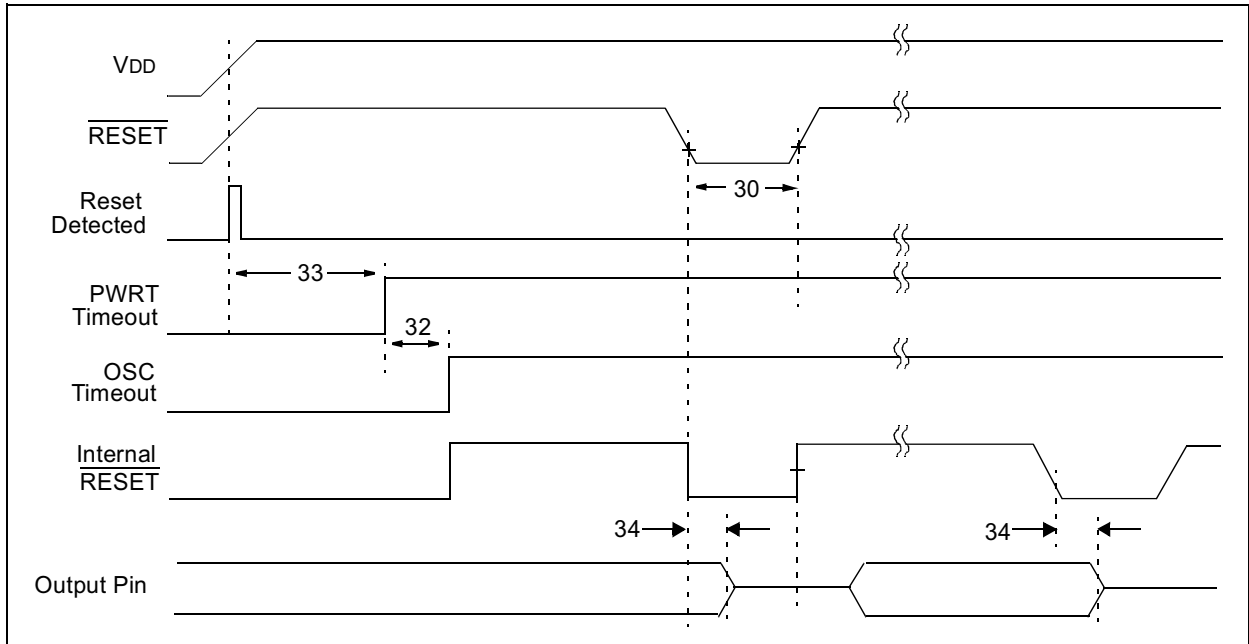 VDD
RESET
Reset
Detected
30
33
PWRT
Timeout
32
OSC
Timeout
Internal
RESET
34
34
Output Pin